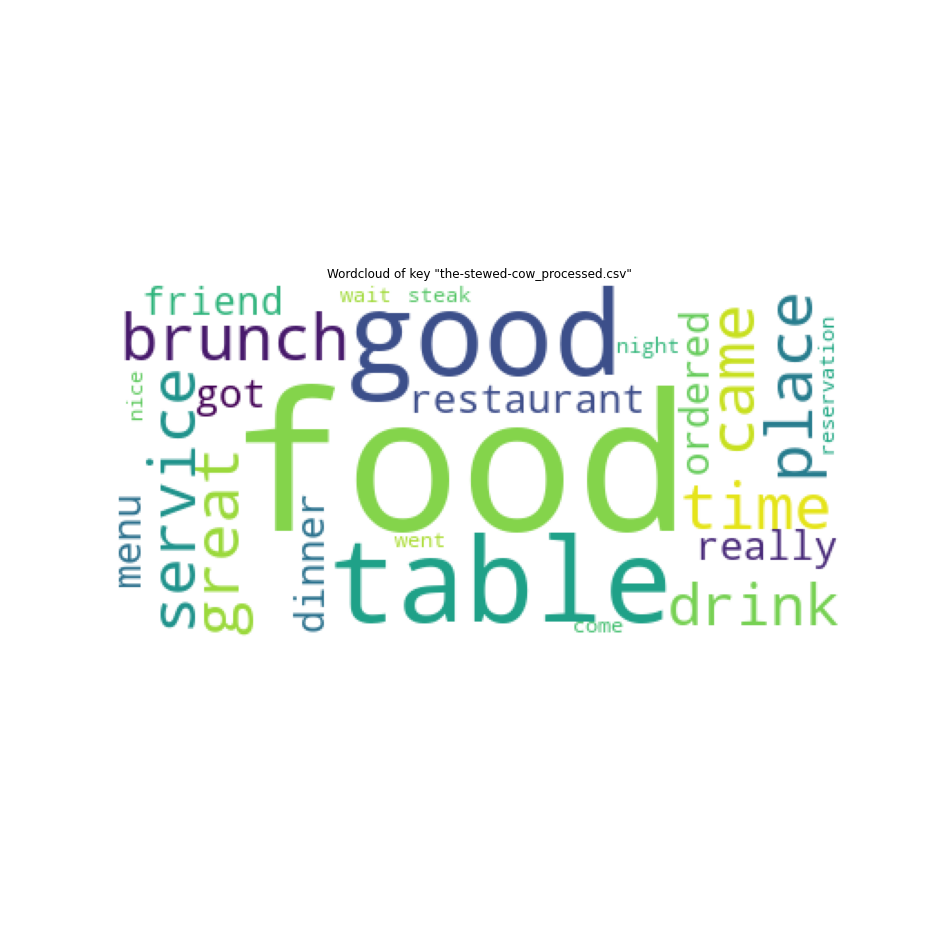 Wordcloud of key "the-stewed-cow_processed.csv"
friend
wait
steak
brunch
good
night
nice
got
restaurant
ordered
came
place
reservation
service
great
food
time
menu
dinner
went
really
table
drink
come